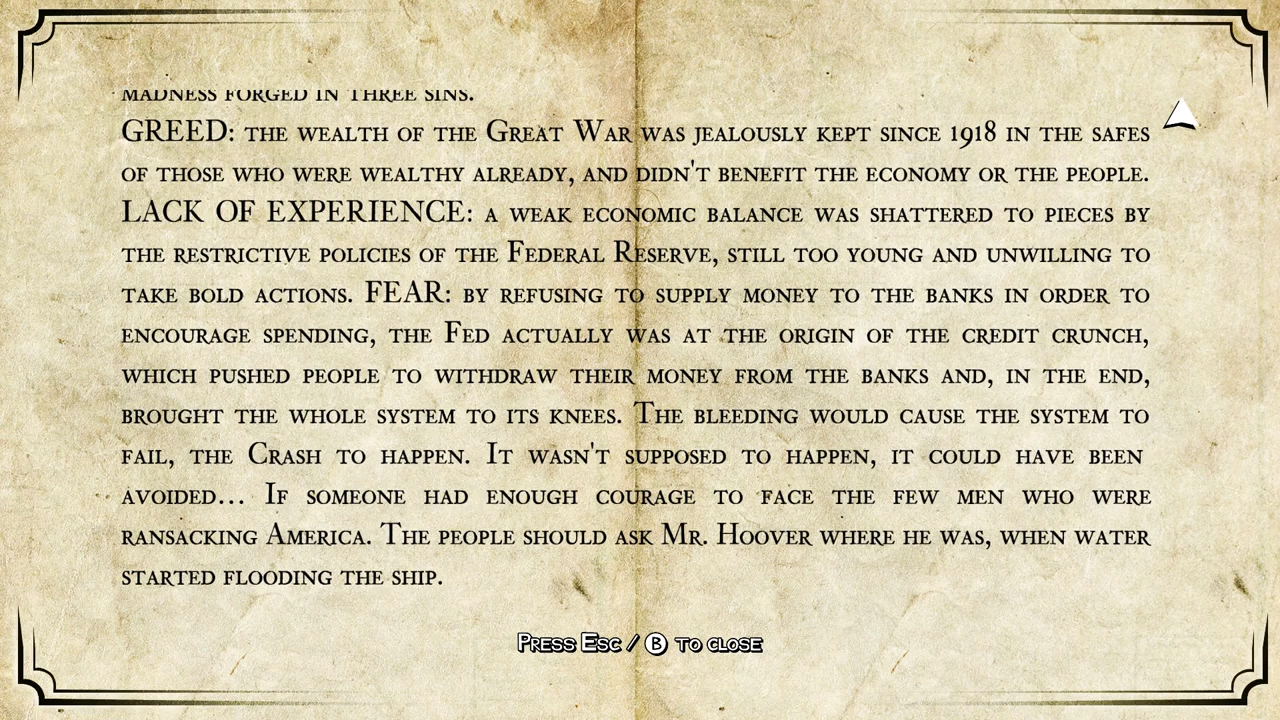 MADNESS FORGED IN THREE SINS.
GREED: THE WEALTH OF THE GREAT WAR WAS JEALOUSLY KEPT SINCE 1918 IN THE SAFES
OF THOSE WHO WERE WEALTHY ALREADY, AND DIDN'T BENEFIT THE ECONOMY OR THE PEOPLE.
LACK OF EXPERIENCE: A WEAK ECONOMIC BALANCE WAS SHATTERED TO PIECES BY
THE RESTRICTIVE POLICIES OF THE FEDERAL RESERVE, STILL TOO YOUNG AND UNWILLING TO
TAKE BOLD ACTIONS. FEAR: BY REFUSING TO SUPPLY MONEY TO THE BANKS IN ORDER TO
ENCOURAGE SPENDING, THE FED ACTUALLY WAS AT THE ORIGIN OF THE CREDIT CRUNCH,
WHICH PUSHED PEOPLE TO WITHDRAW THEIR MONEY FROM THE BANKS AND, IN THE END,
BROUGHT THE WHOLE SYSTEM TO ITS KNEES. THE BLEEDING WOULD CAUSE THE SYSTEM TO
FAIL, THE CRASH TO HAPPEN. IT WASN'T SUPPOSED TO HAPPEN, IT COULD HAVE BEEN
AVOIDED... IF SOMEONE HAD ENOUGH COURAGE TO FACE THE FEW MEN WHO WERE
RANSACKING AMERICA. THE PEOPLE SHOULD ASK MR. HOOVER WHERE HE WAS, WHEN WATER
STARTED FLOODING THE SHIP.
PRESS ESC / B TO CLOSE